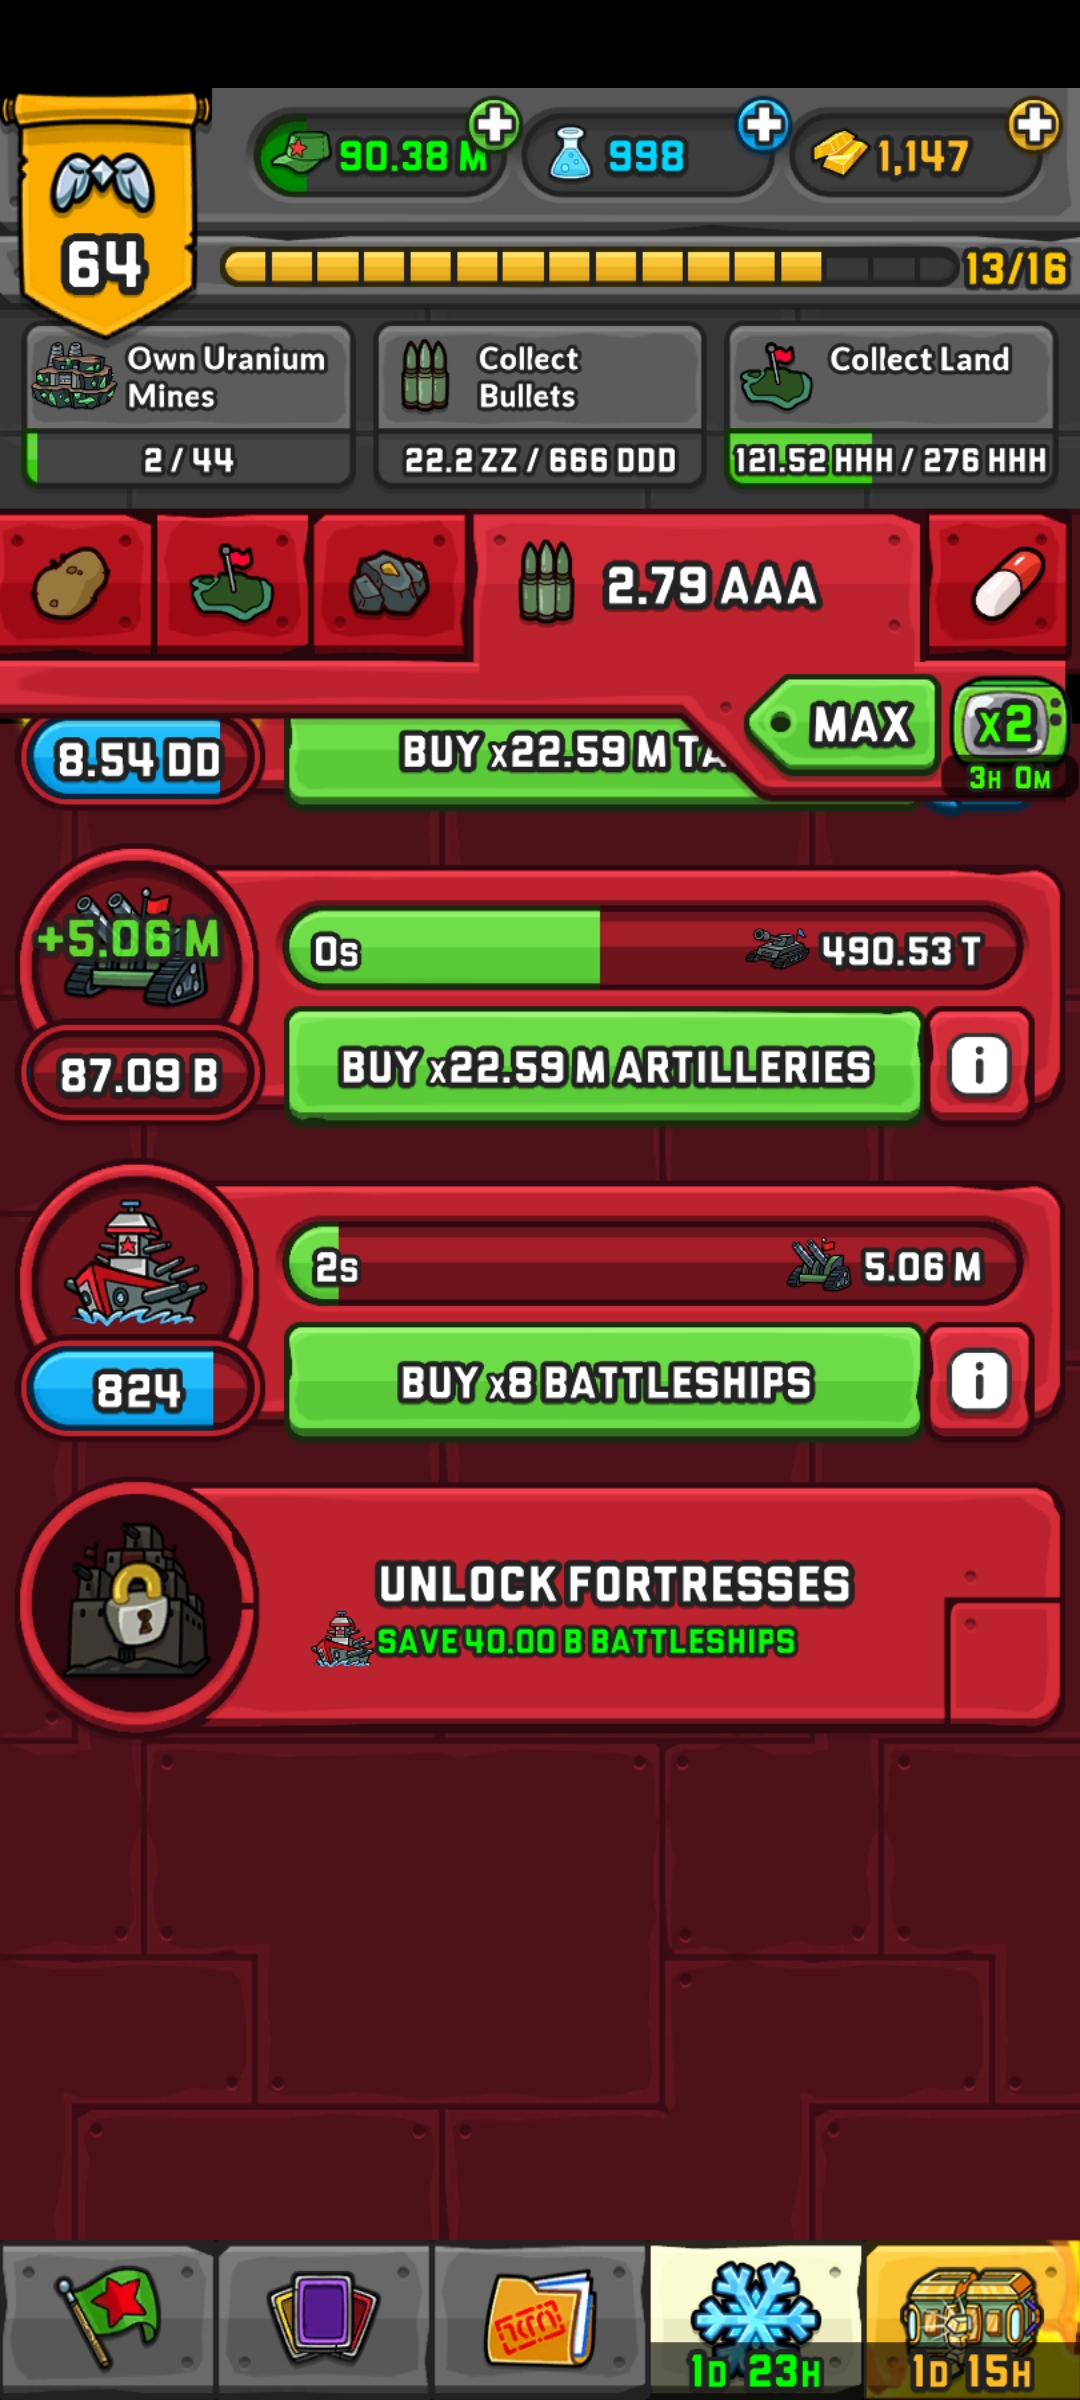 90.38 M
998
1,147
64
13/16
Own Uranium
Mines
2 / 44
Collect
Bullets
22.2 ZZ / 666 DDD
Collect Land
121.52 HHH / 276 HHH
2.79 AAA
MAX
x2
3H 0M
8.54 DD
BUY x22.59 M
+5.06 M
0s
490.53 T
87.09 B
BUY x22.59 M ARTILLERIES
i
2s
5.06 M
824
BUY x8 BATTLESHIPS
i
UNLOCK FORTRESSES
SAVE 40.00 B BATTLESHIPS
1D 23H
1D 15H